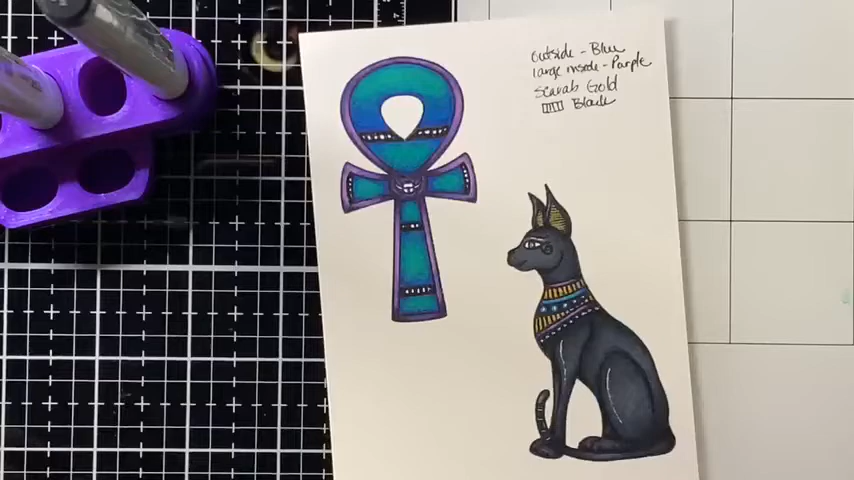 outside - Blue
large inside - Purple
scarab Gold
Black